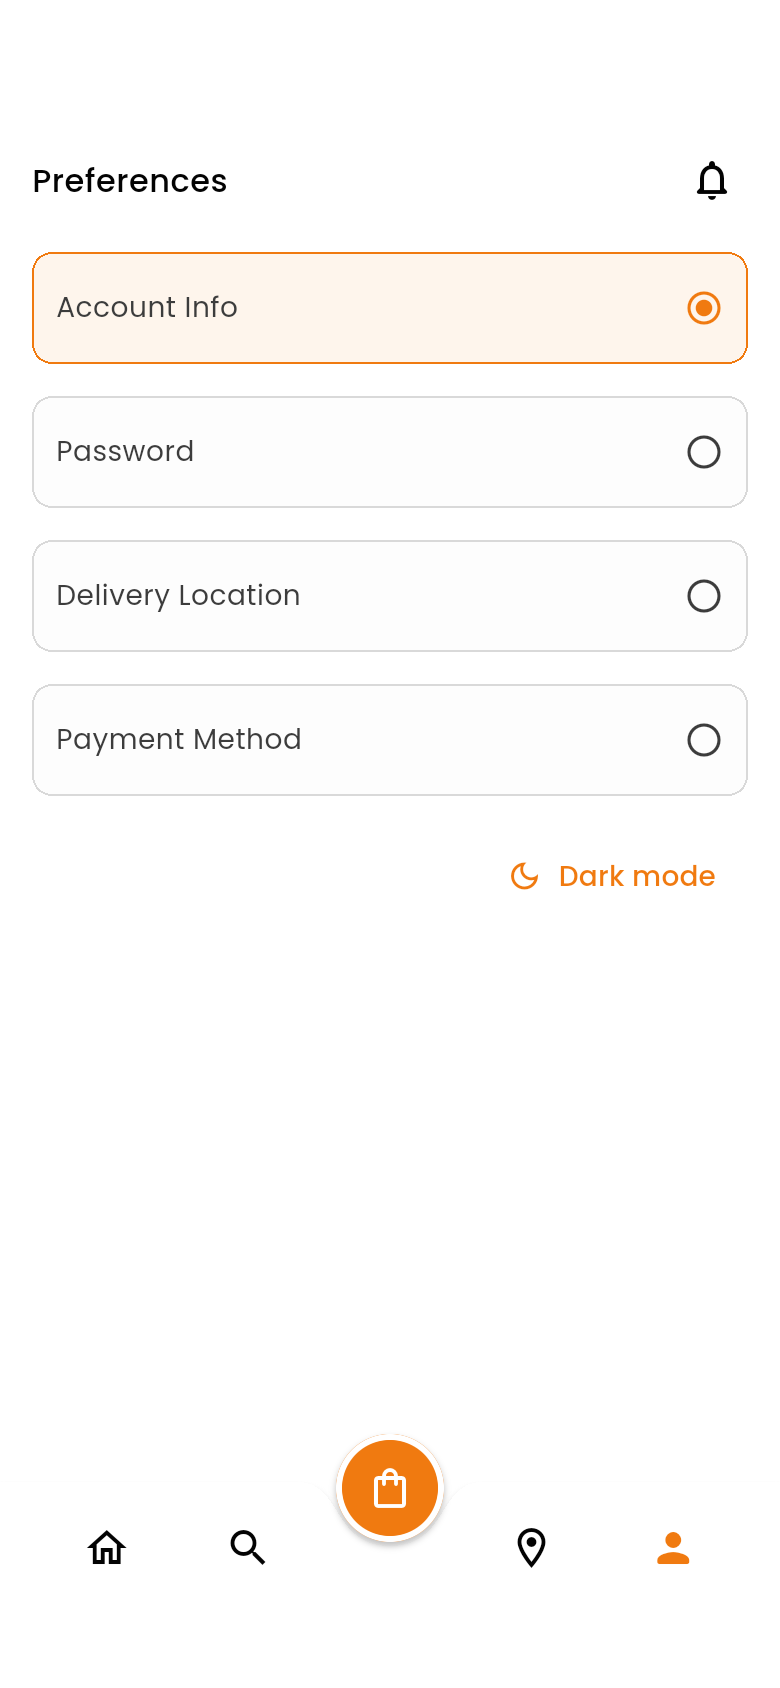 Preferences
Account Info
Password
Delivery Location
Payment Method
Dark mode